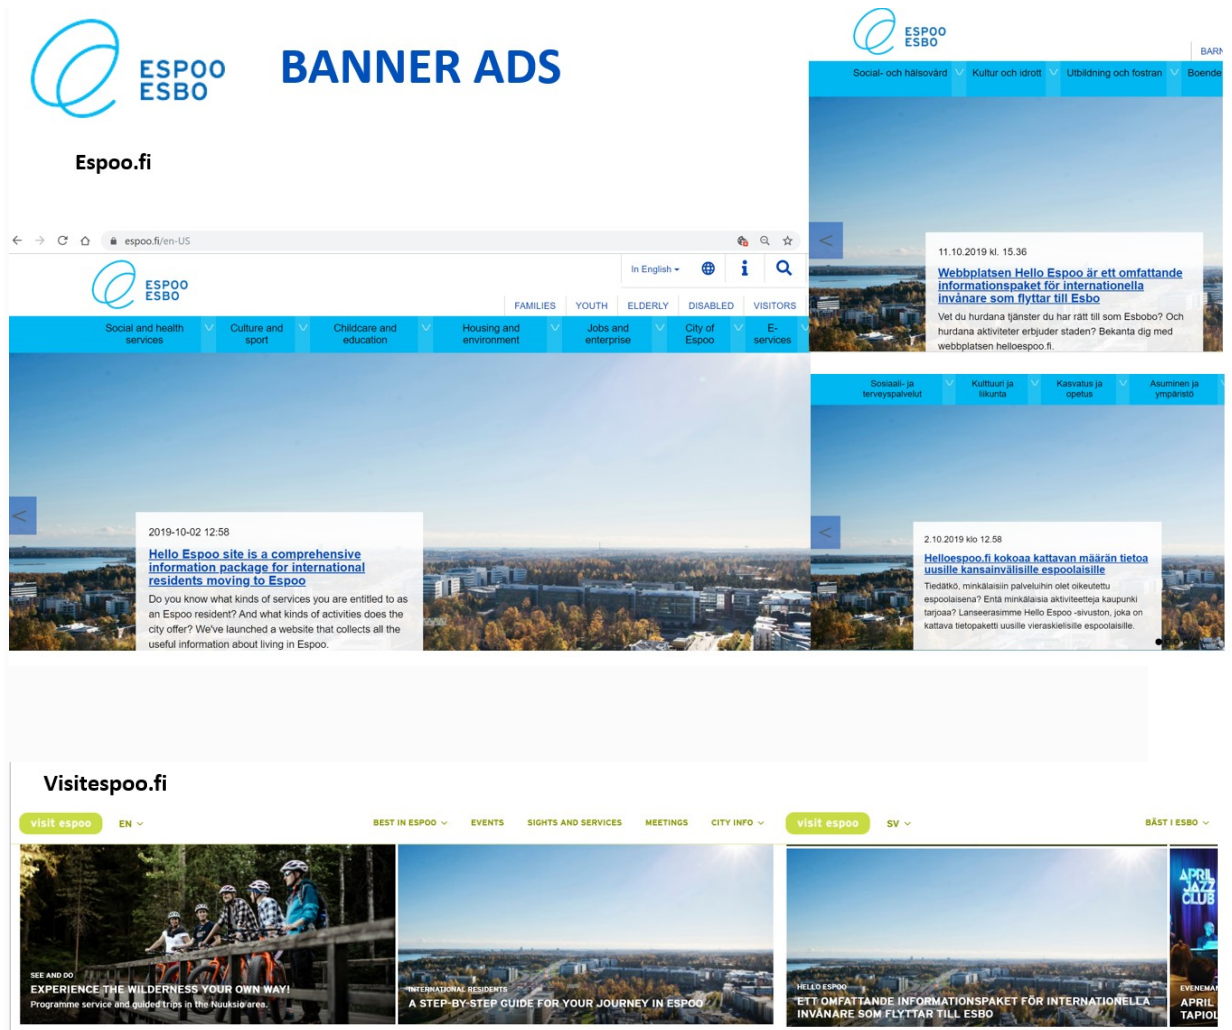 ESPOO
ESBO
BANNER ADS
Espoo.fi
espoo.fi/en-US
ESPOO
ESBO
In English
FAMILIES
YOUTH
ELDERLY
DISABLED
VISITORS
Social and health
services
Culture and
sport
Childcare and
education
Housing and
environment
Jobs and
enterprise
City of
Espoo
E-
services
<
2019-10-02 12:58
Hello Espoo site is a comprehensive
information package for international
residents moving to Espoo
Do you know what kinds of services you are entitled to as
an Espoo resident? And what kinds of activities does the
city offer? We've launched a website that collects all the
useful information about living in Espoo.
ESPOO
ESBO
BARN
Social- och hälsovård
Kultur och idrott
Utbildning och fostran
Boende
<
11.10.2019 kl. 15.36
Webbplatsen Hello Espoo är ett omfattande
informationspaket för internationella
invånare som flyttar till Esbo
Vet du hurdana tjänster du har rätt till som Esbobo? Och
hurdana aktiviteter erbjuder staden? Bekanta dig med
webbplatsen helloespoo.fi.
Sosiaali- ja
terveyspalvelut
Kulttuuri ja
liikunta
Kasvatus ja
opetus
Asuminen ja
ympäristö
<
2.10.2019 klo 12.58
Helloespoo.fi kokoaa kattavan määrän tietoa
uusille kansainvälisille espoolaisille
Tiedätkö, minkälaisiin palveluihin olet oikeutettu
espoolaisena? Entä minkälaisia aktiviteetteja kaupunki
tarjoaa? Lanseerasimme Hello Espoo -sivuston, joka on
kattava tietopaketti uusille vieraskielisille espoolaisille.
Visitespoo.fi
visit espoo
EN
BEST IN ESPOO
EVENTS
SIGHTS AND SERVICES
MEETINGS
CITY INFO
SEE AND DO
EXPERIENCE THE WILDERNESS YOUR OWN WAY!
Programme service and guided trips in the Nuuksio area.
INTERNATIONAL RESIDENTS
A STEP-BY-STEP GUIDE FOR YOUR JOURNEY IN ESPOO
visit espoo
SV
BÄST I ESBO
HELLO ESPOO
ETT OMFATTANDE INFORMATIONSPAKET FÖR INTERNATIONELLA
INVÅNARE SOM FLYTTAR TILL ESBO
APRIL
JAZZ
CLUB
EVENEMAN
APRIL
TAPIOL